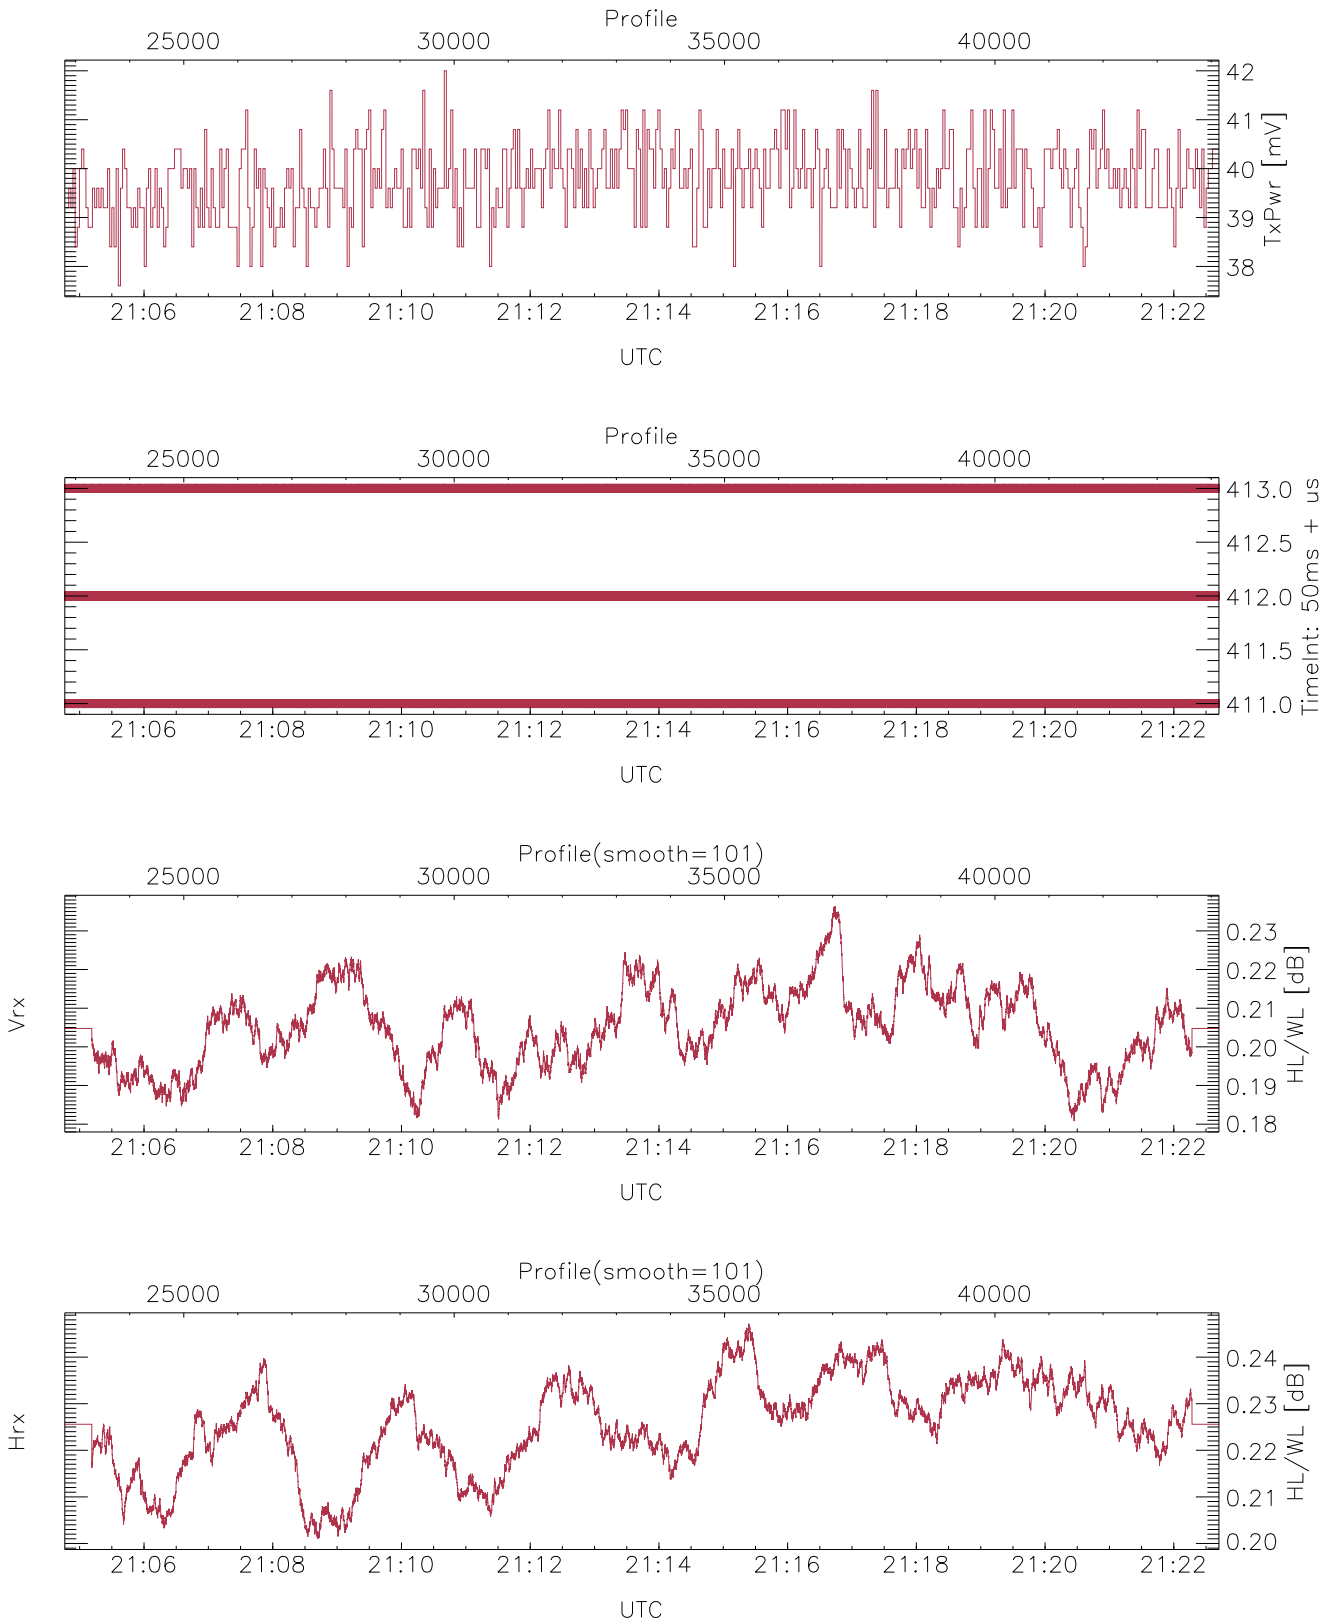 Profile
25000 30000 35000 40000
42
41
40
39
38
TxPwr [mV]
21:06 21:08 21:10 21:12 21:14 21:16 21:18 21:20 21:22
UTC
Profile
25000 30000 35000 40000
413.0
412.5
412.0
411.5
411.0
TimeInt: 50ms + us
21:06 21:08 21:10 21:12 21:14 21:16 21:18 21:20 21:22
UTC
Profile(smooth=101)
25000 30000 35000 40000
Vrx
0.23
0.22
0.21
0.20
0.19
0.18
HL/WL [dB]
21:06 21:08 21:10 21:12 21:14 21:16 21:18 21:20 21:22
UTC
Profile(smooth=101)
25000 30000 35000 40000
Hrx
0.24
0.23
0.22
0.21
0.20
HL/WL [dB]
21:06 21:08 21:10 21:12 21:14 21:16 21:18 21:20 21:22
UTC